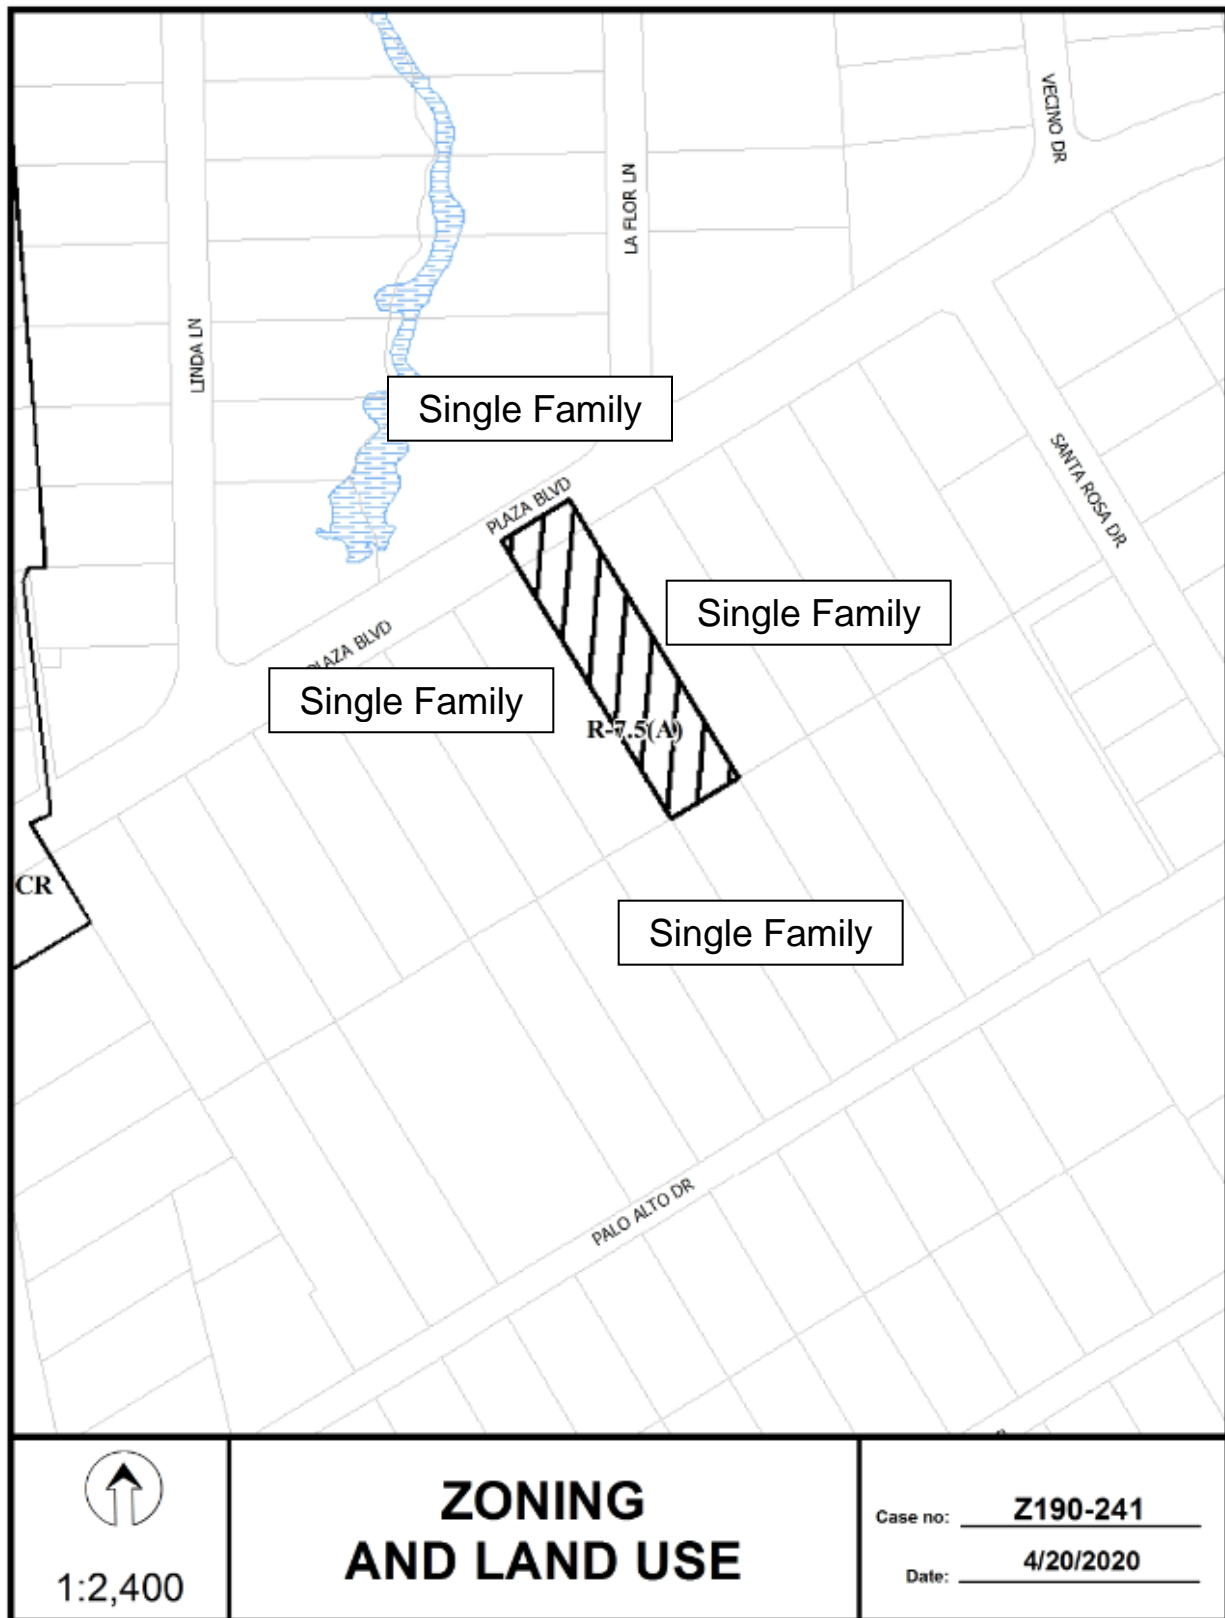 VECINO DR
LA FLOR LN
LINDA LN
Single Family
SANTA ROSA DR
PLAZA BLVD
Single Family
PLAZA BLVD
Single Family
R-7.5(A)
CR
Single Family
PALO ALTO DR
1:2,400
ZONING
AND LAND USE
Case no: Z190-241
Date: 4/20/2020